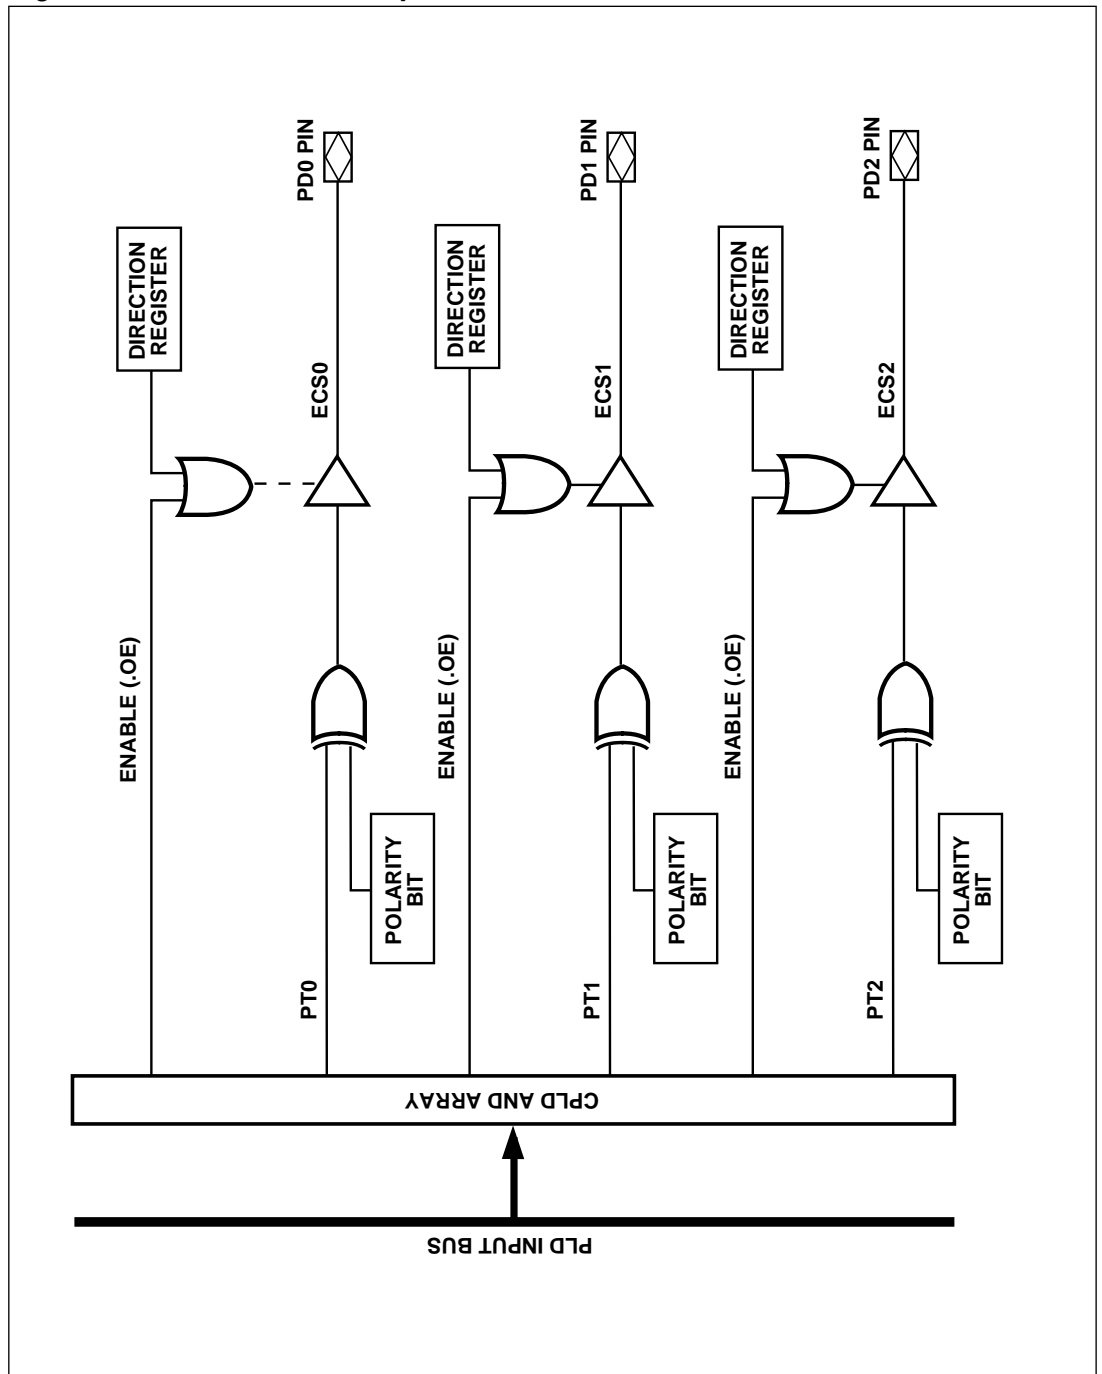 PLD INPUT BUS
CPLD AND ARRAY
ENABLE (.OE)
DIRECTION
REGISTER
PT0
POLARITY
BIT
ECS0
PD0 PIN
ENABLE (.OE)
DIRECTION
REGISTER
PT1
POLARITY
BIT
ECS1
PD1 PIN
ENABLE (.OE)
DIRECTION
REGISTER
PT2
POLARITY
BIT
ECS2
PD2 PIN